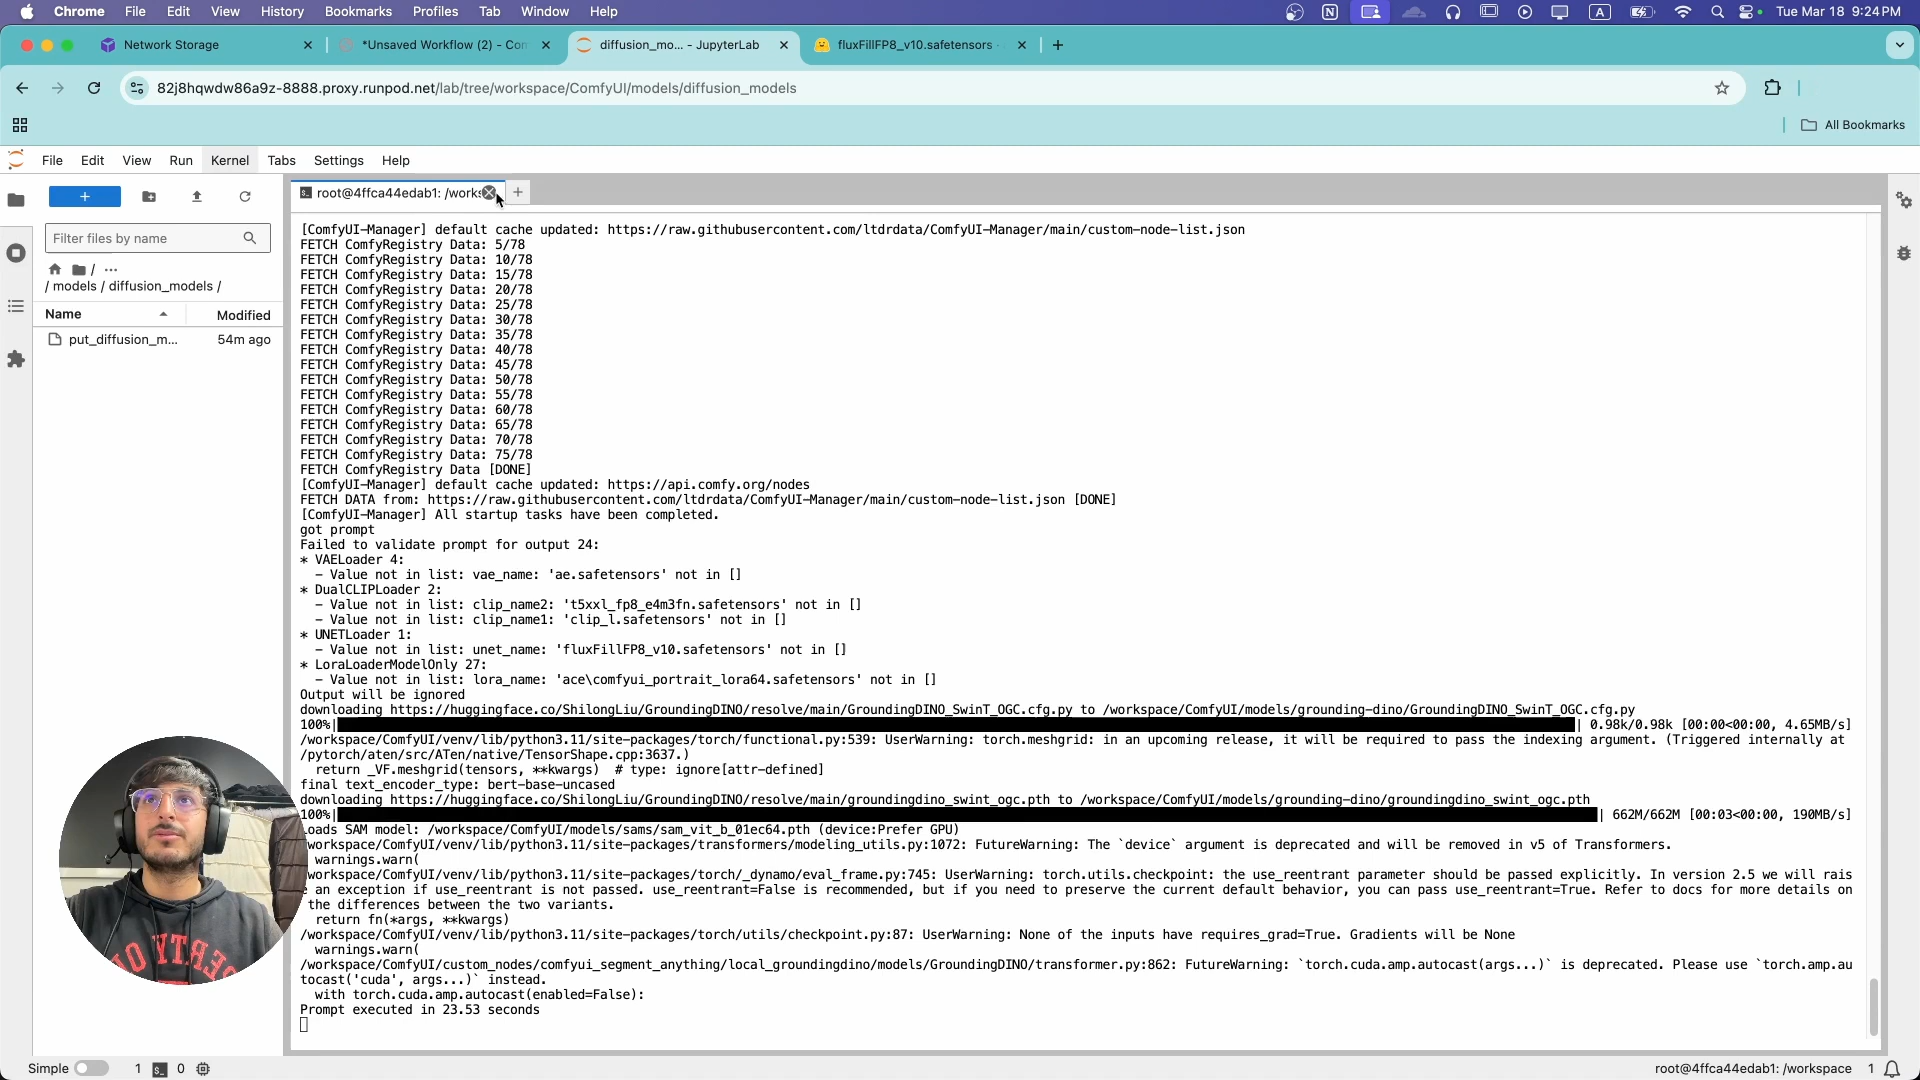 Chrome File Edit View History Bookmarks Profiles Tab Window Help
A
Tue Mar 18 9:24 PM
Network Storage
*Unsaved Workflow (2) - Con
diffusion_mo... - JupyterLab
fluxFillFP8_v10.safetensors
82j8hqwdw86a9z-8888.proxy.runpod.net/lab/tree/workspace/ComfyUI/models/diffusion_models
All Bookmarks
File Edit View Run Kernel Tabs Settings Help
root@4ffca44edab1: /works
Filter files by name
/ ...
/ models / diffusion_models /
Name Modified
put_diffusion_m... 54m ago
[ComfyUI-Manager] default cache updated: https://raw.githubusercontent.com/ltdrdata/ComfyUI-Manager/main/custom-node-list.json
FETCH ComfyRegistry Data: 5/78
FETCH ComfyRegistry Data: 10/78
FETCH ComfyRegistry Data: 15/78
FETCH ComfyRegistry Data: 20/78
FETCH ComfyRegistry Data: 25/78
FETCH ComfyRegistry Data: 30/78
FETCH ComfyRegistry Data: 35/78
FETCH ComfyRegistry Data: 40/78
FETCH ComfyRegistry Data: 45/78
FETCH ComfyRegistry Data: 50/78
FETCH ComfyRegistry Data: 55/78
FETCH ComfyRegistry Data: 60/78
FETCH ComfyRegistry Data: 65/78
FETCH ComfyRegistry Data: 70/78
FETCH ComfyRegistry Data: 75/78
FETCH ComfyRegistry Data [DONE]
[ComfyUI-Manager] default cache updated: https://api.comfy.org/nodes
FETCH DATA from: https://raw.githubusercontent.com/ltdrdata/ComfyUI-Manager/main/custom-node-list.json [DONE]
[ComfyUI-Manager] All startup tasks have been completed.
got prompt
Failed to validate prompt for output 24:
* VAELoader 4:
- Value not in list: vae_name: 'ae.safetensors' not in []
* DualCLIPLoader 2:
- Value not in list: clip_name2: 't5xxl_fp8_e4m3fn.safetensors' not in []
- Value not in list: clip_name1: 'clip_l.safetensors' not in []
* UNETLoader 1:
- Value not in list: unet_name: 'fluxFillFP8_v10.safetensors' not in []
* LoraLoaderModelOnly 27:
- Value not in list: lora_name: 'ace\comfyui_portrait_lora64.safetensors' not in []
Output will be ignored
downloading https://huggingface.co/ShilongLiu/GroundingDINO/resolve/main/GroundingDINO_SwinT_OGC.cfg.py to /workspace/ComfyUI/models/grounding-dino/GroundingDINO_SwinT_OGC.cfg.py
100%| | 0.98k/0.98k [00:00<00:00, 4.65MB/s]
/workspace/ComfyUI/venv/lib/python3.11/site-packages/torch/functional.py:539: UserWarning: torch.meshgrid: in an upcoming release, it will be required to pass the indexing argument. (Triggered internally at
/pytorch/aten/src/ATen/native/TensorShape.cpp:3637.)
return _VF.meshgrid(tensors, **kwargs) # type: ignore[attr-defined]
final text_encoder_type: bert-base-uncased
downloading https://huggingface.co/ShilongLiu/GroundingDINO/resolve/main/groundingdino_swint_ogc.pth to /workspace/ComfyUI/models/grounding-dino/groundingdino_swint_ogc.pth
100%| | 662M/662M [00:03<00:00, 190MB/s]
oads SAM model: /workspace/ComfyUI/models/sams/sam_vit_b_01ec64.pth (device:Prefer GPU)
workspace/ComfyUI/venv/lib/python3.11/site-packages/transformers/modeling_utils.py:1072: FutureWarning: The `device` argument is deprecated and will be removed in v5 of Transformers.
warnings.warn(
workspace/ComfyUI/venv/lib/python3.11/site-packages/torch/_dynamo/eval_frame.py:745: UserWarning: torch.utils.checkpoint: the use_reentrant parameter should be passed explicitly. In version 2.5 we will rais
e an exception if use_reentrant is not passed. use_reentrant=False is recommended, but if you need to preserve the current default behavior, you can pass use_reentrant=True. Refer to docs for more details on
the differences between the two variants.
return fn(*args, **kwargs)
/workspace/ComfyUI/venv/lib/python3.11/site-packages/torch/utils/checkpoint.py:87: UserWarning: None of the inputs have requires_grad=True. Gradients will be None
warnings.warn(
/workspace/ComfyUI/custom_nodes/comfyui_segment_anything/local_groundingdino/models/GroundingDINO/transformer.py:862: FutureWarning: `torch.cuda.amp.autocast(args...)` is deprecated. Please use `torch.amp.au
tocast('cuda', args...)` instead.
with torch.cuda.amp.autocast(enabled=False):
Prompt executed in 23.53 seconds
Simple 1 0
root@4ffca44edab1: /workspace 1